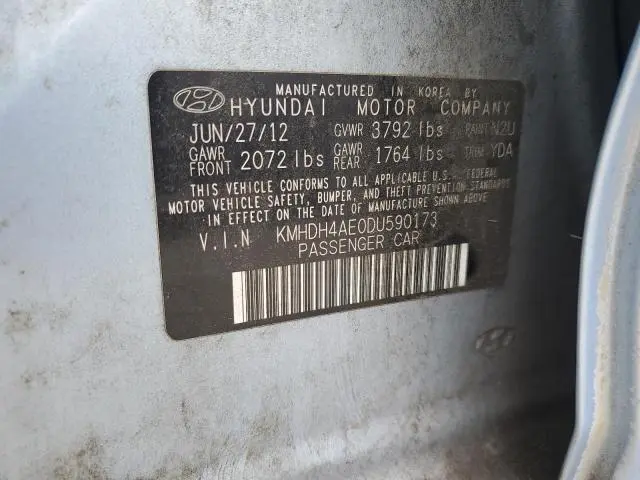 MANUFACTURED IN KOREA BY
HYUNDAI MOTOR COMPANY
JUN/27/12 GVWR 3792 lbs PAINT N2U
GAWR FRONT 2072 lbs GAWR REAR 1764 lbs TRIM YDA
THIS VEHICLE CONFORMS TO ALL APPLICABLE U.S. FEDERAL
MOTOR VEHICLE SAFETY, BUMPER, AND THEFT PREVENTION STANDARDS
IN EFFECT ON THE DATE OF MANUFACTURE SHOWN ABOVE
V.I.N KMHDH4AE0DU590173
PASSENGER CAR